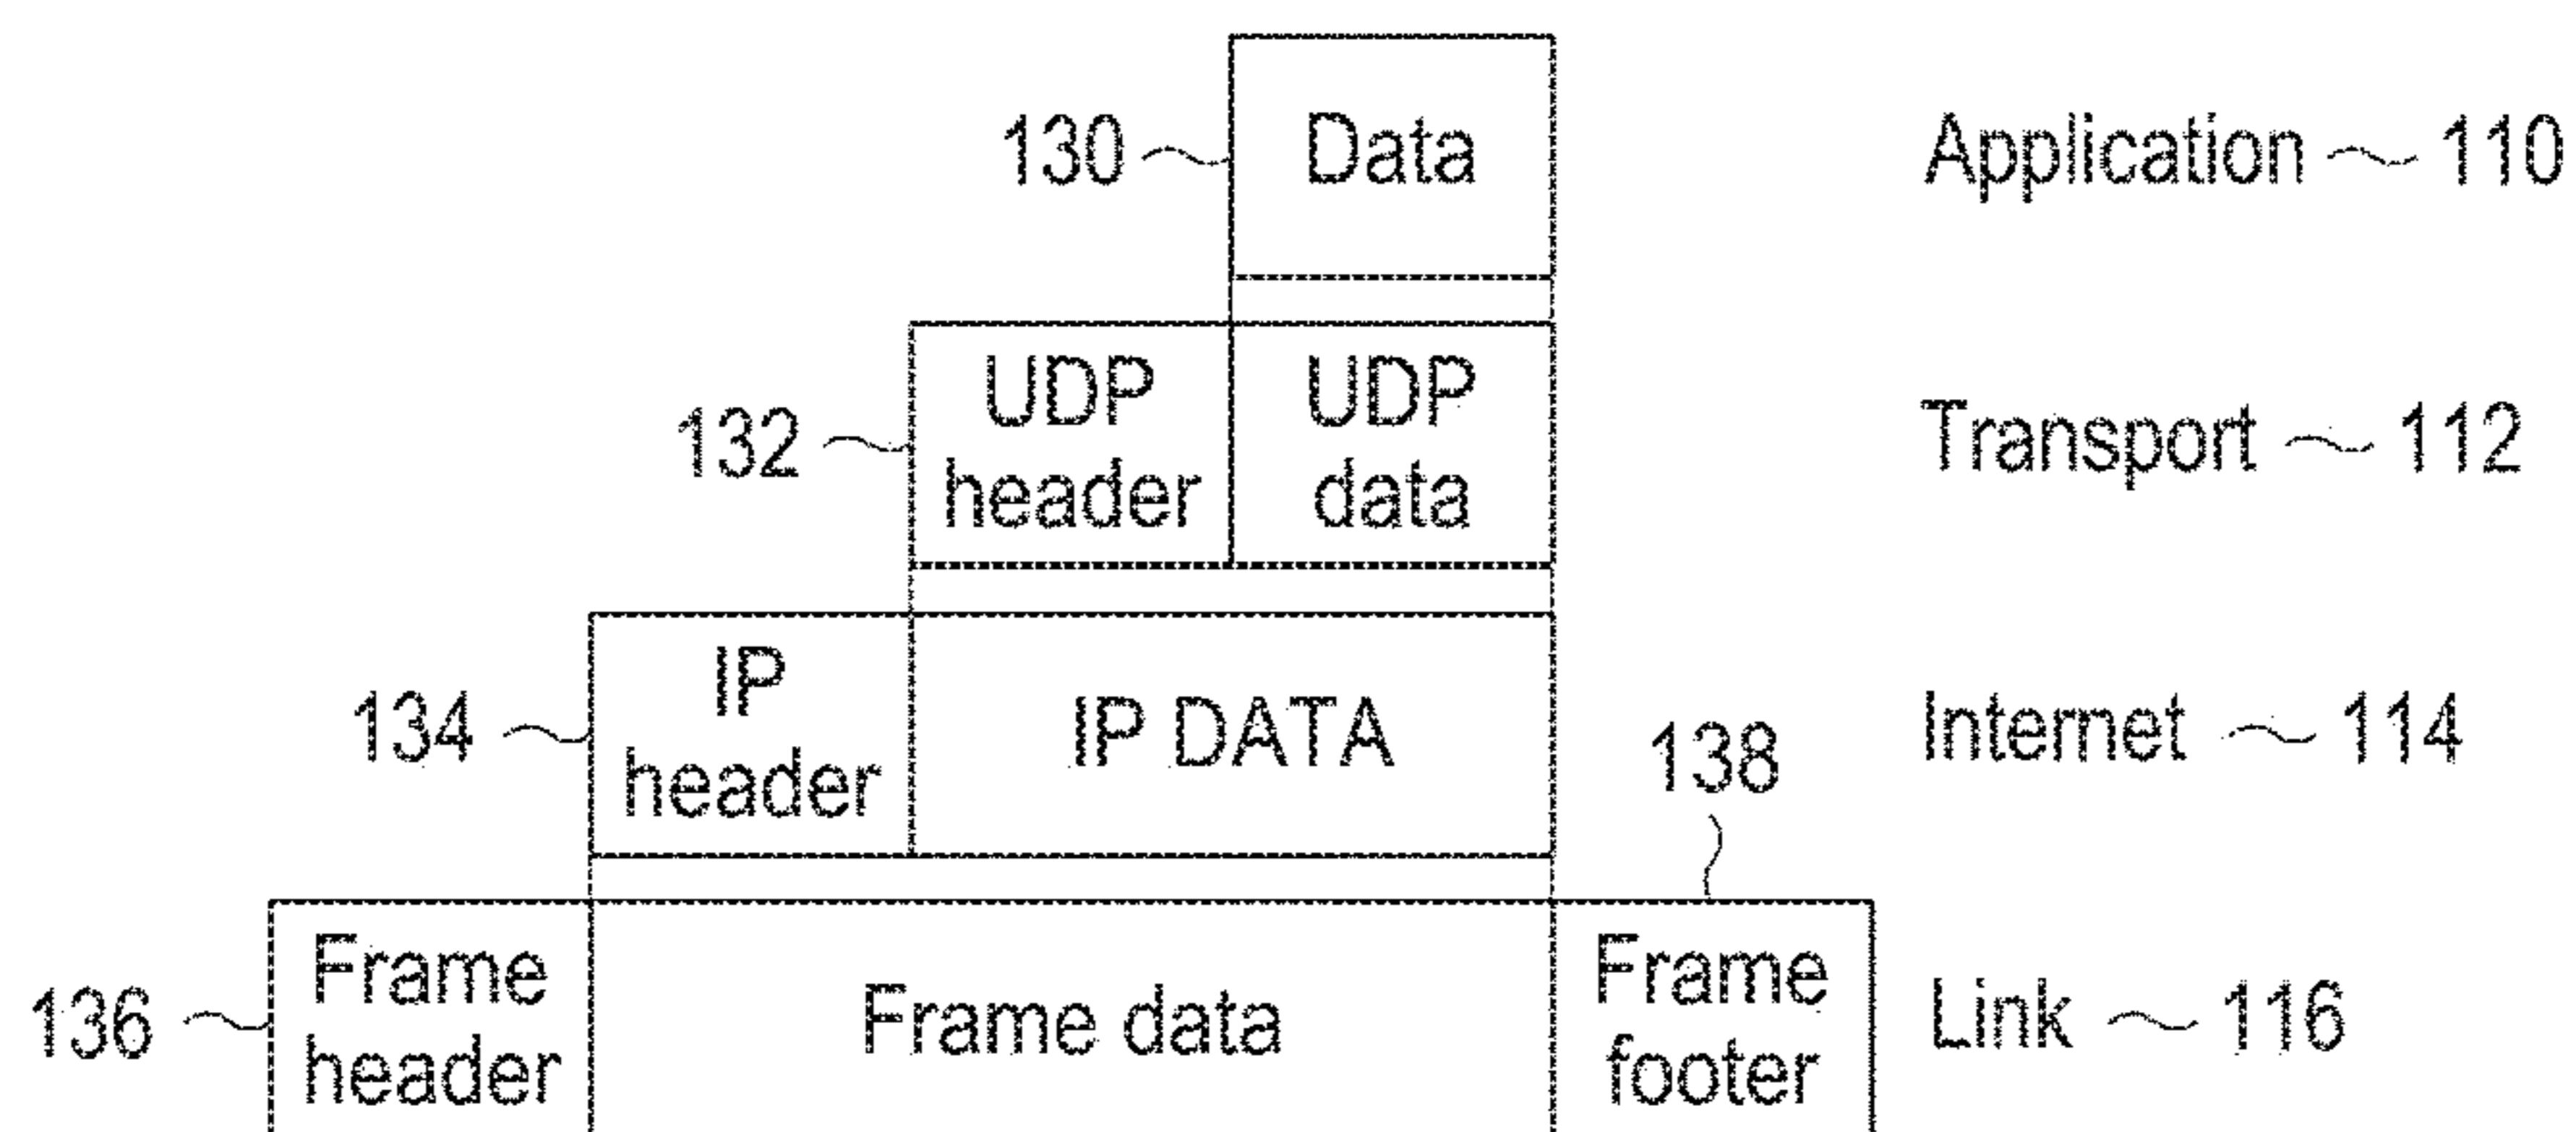 130 Data Application 110
132 UDP header UDP data Transport 112
134 IP header IP DATA Internet 114
138
136 Frame header Frame data Frame footer Link 116